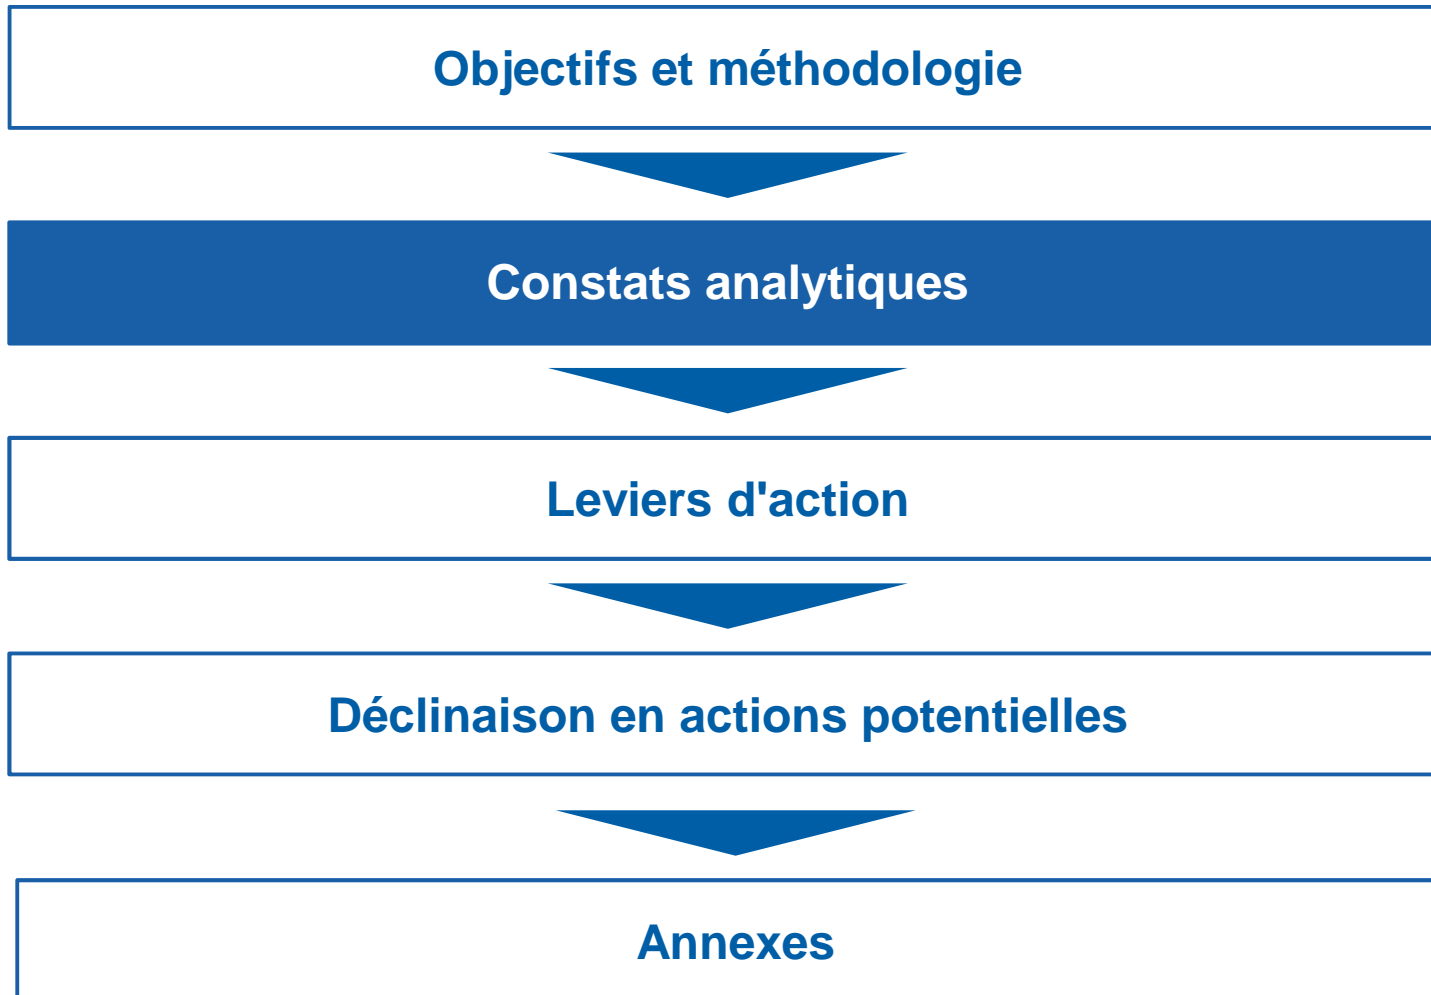 Objectifs et méthodologie
Constats analytiques
Leviers d'action
Déclinaison en actions potentielles
Annexes